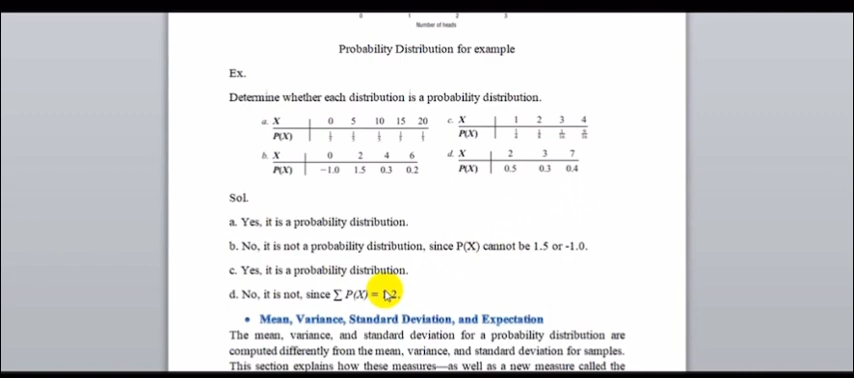 0 1 2 3
Number of heads
Probability Distribution for example
Ex.
Determine whether each distribution is a probability distribution.
a. X 0 5 10 15 20
P(X)
c. X 1 2 3 4
P(X)
b. X 0 2 4 6
P(X) −1.0 1.5 0.3 0.2
d. X 2 3 7
P(X) 0.5 0.3 0.4
Sol.
a. Yes, it is a probability distribution.
b. No, it is not a probability distribution, since P(X) cannot be 1.5 or -1.0.
c. Yes, it is a probability distribution.
d. No, it is not, since ∑ P(X) = 1.2.
• Mean, Variance, Standard Deviation, and Expectation
The mean, variance, and standard deviation for a probability distribution are
computed differently from the mean, variance, and standard deviation for samples.
This section explains how these measures—as well as a new measure called the